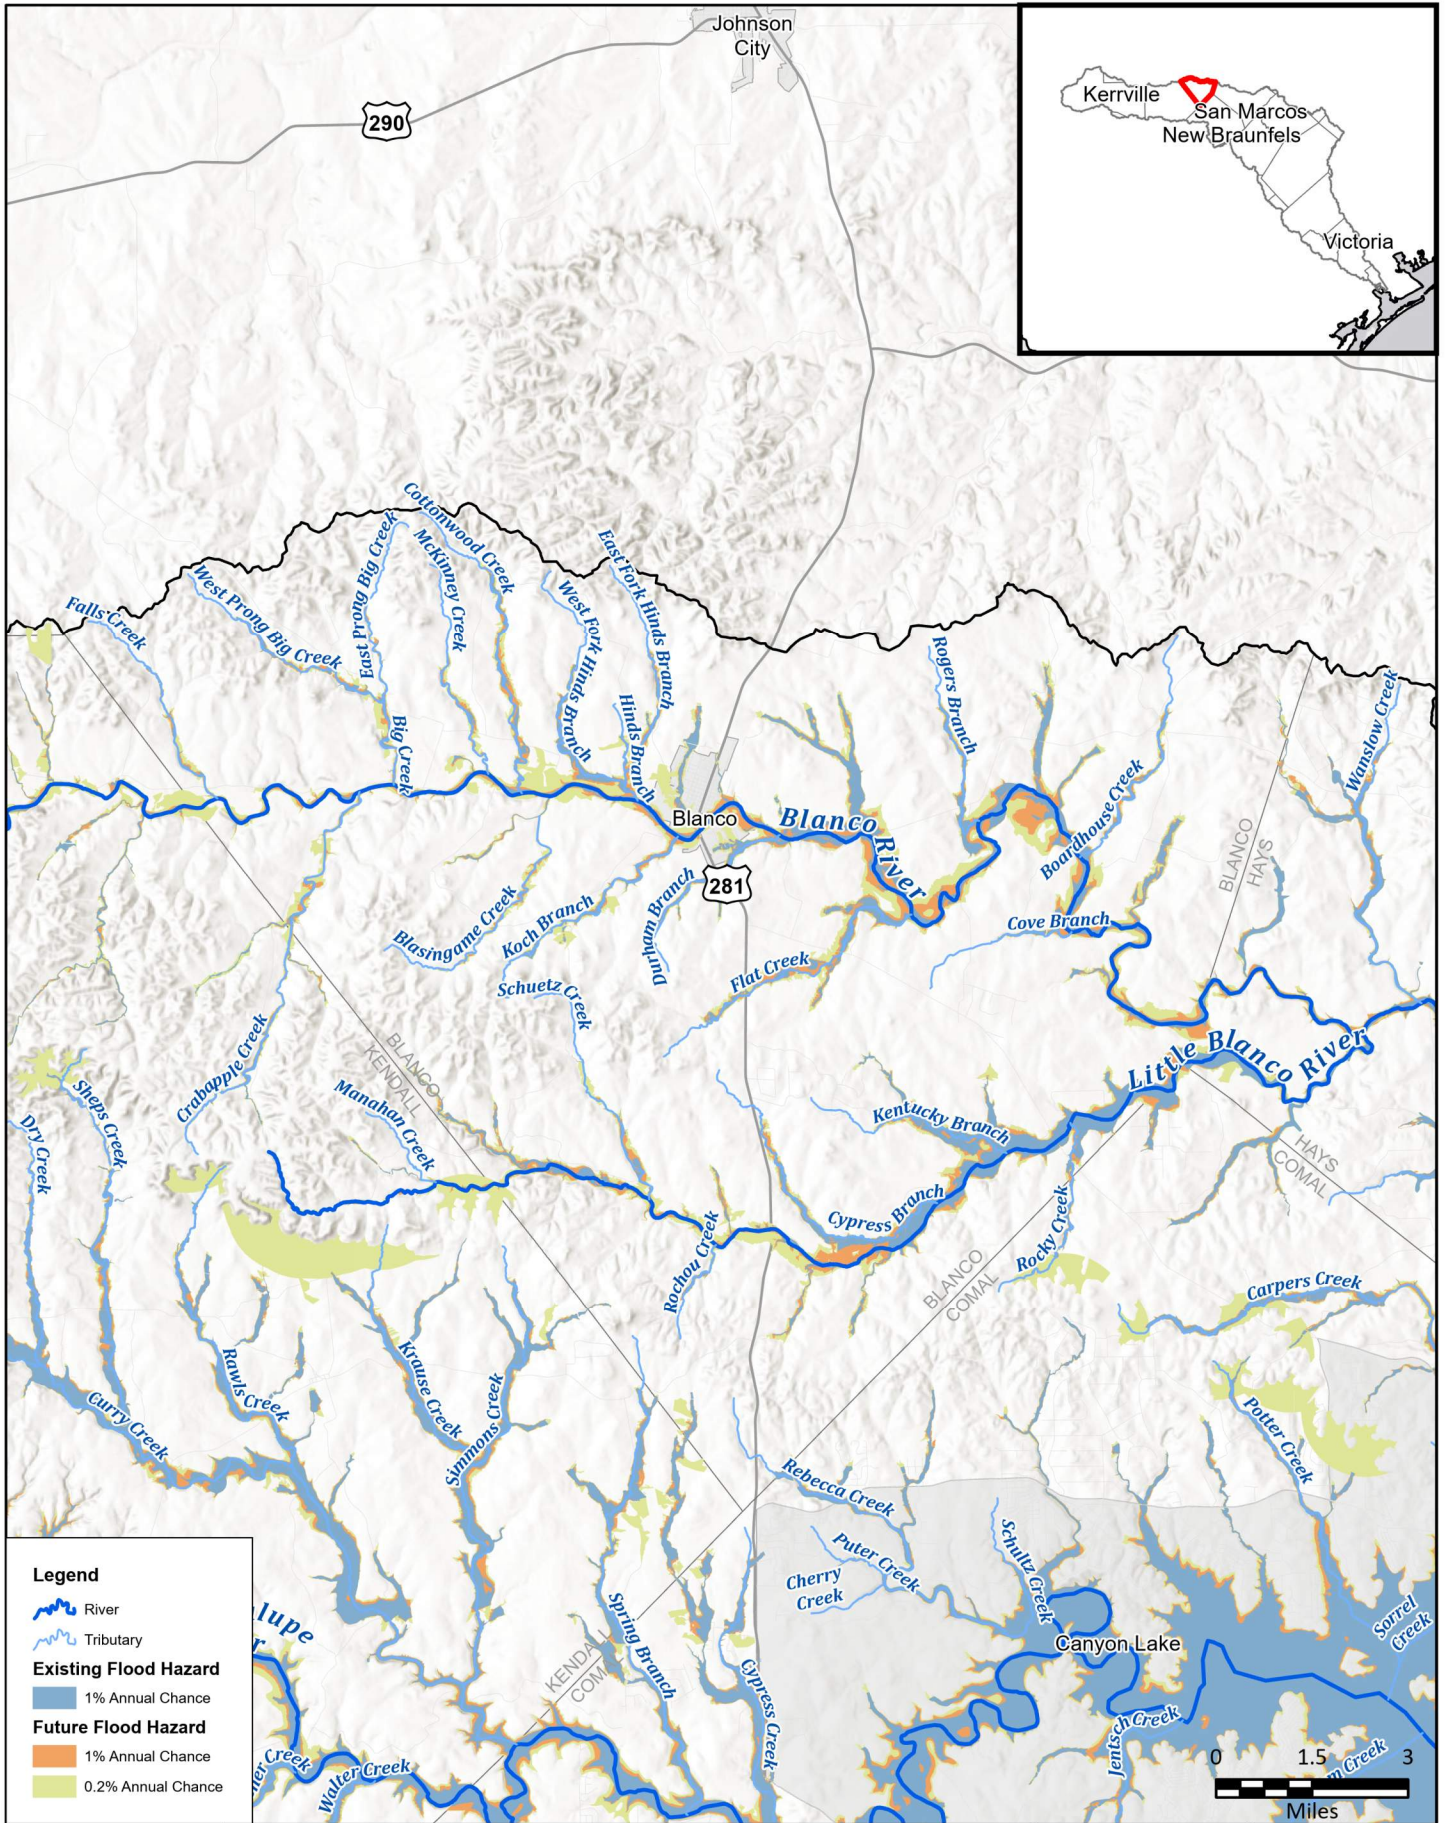 Johnson
City
290
Kerrville
San Marcos
New Braunfels
Victoria
Cottonwood Creek
East Prong Big Creek
McKinney Creek
East Fork Hinds Branch
West Prong Big Creek
West Fork Hinds Branch
Falls Creek
Rogers Branch
Wanslow Creek
Hinds Branch
Big Creek
Boardhouse Creek
Blanco
Blanco
River
BLANCO
HAYS
281
Durham Branch
Blasingame Creek
Koch Branch
Cove Branch
Flat Creek
Schuetz Creek
Crabapple Creek
BLANCO
KENDALL
Little Blanco River
Sheps Creek
Manahan Creek
Kentucky Branch
Dry Creek
HAYS
COMAL
Cypress Branch
Rocky Creek
Rochou Creek
BLANCO
COMAL
Carpers Creek
Rawls Creek
Krause Creek
Simmons Creek
Curry Creek
Potter Creek
Rebecca Creek
Schultz Creek
Puter Creek
Cherry
Creek
Spring Branch
Sorrel
Creek
Canyon Lake
KENDALL
COMAL
Cypress Creek
Jentsch Creek
lupe
r
ner Creek
Walter Creek
m Creek
Legend
River
Tributary
Existing Flood Hazard
1% Annual Chance
Future Flood Hazard
1% Annual Chance
0.2% Annual Chance
0 1.5 3
Miles